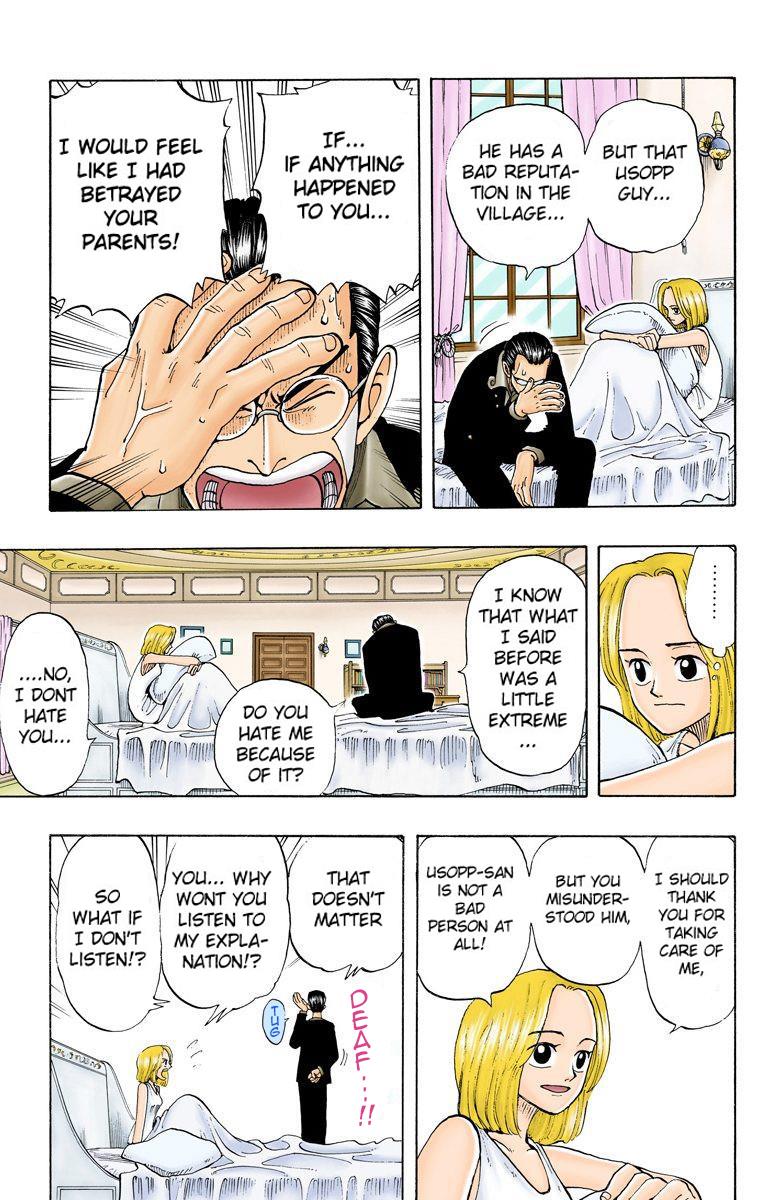 BUT THAT
USOPP
GUY...
HE HAS A
BAD REPUTA-
TION IN THE
VILLAGE...
IF...
IF ANYTHING
HAPPENED
TO YOU...
I WOULD FEEL
LIKE I HAD
BETRAYED
YOUR
PARENTS!
.........
I KNOW
THAT WHAT
I SAID
BEFORE
WAS A
LITTLE
EXTREME
...
DO YOU
HATE ME
BECAUSE
OF IT?
....NO,
I DONT
HATE
YOU...
I SHOULD
THANK
YOU FOR
TAKING
CARE OF
ME,
BUT YOU
MISUNDER-
STOOD HIM,
USOPP-SAN
IS NOT A
BAD
PERSON AT
ALL!
THAT
DOESN'T
MATTER
DEAF...!!
TUG
YOU... WHY
WONT YOU
LISTEN TO
MY EXPLA-
NATION!?
SO
WHAT IF
I DON'T
LISTEN!?